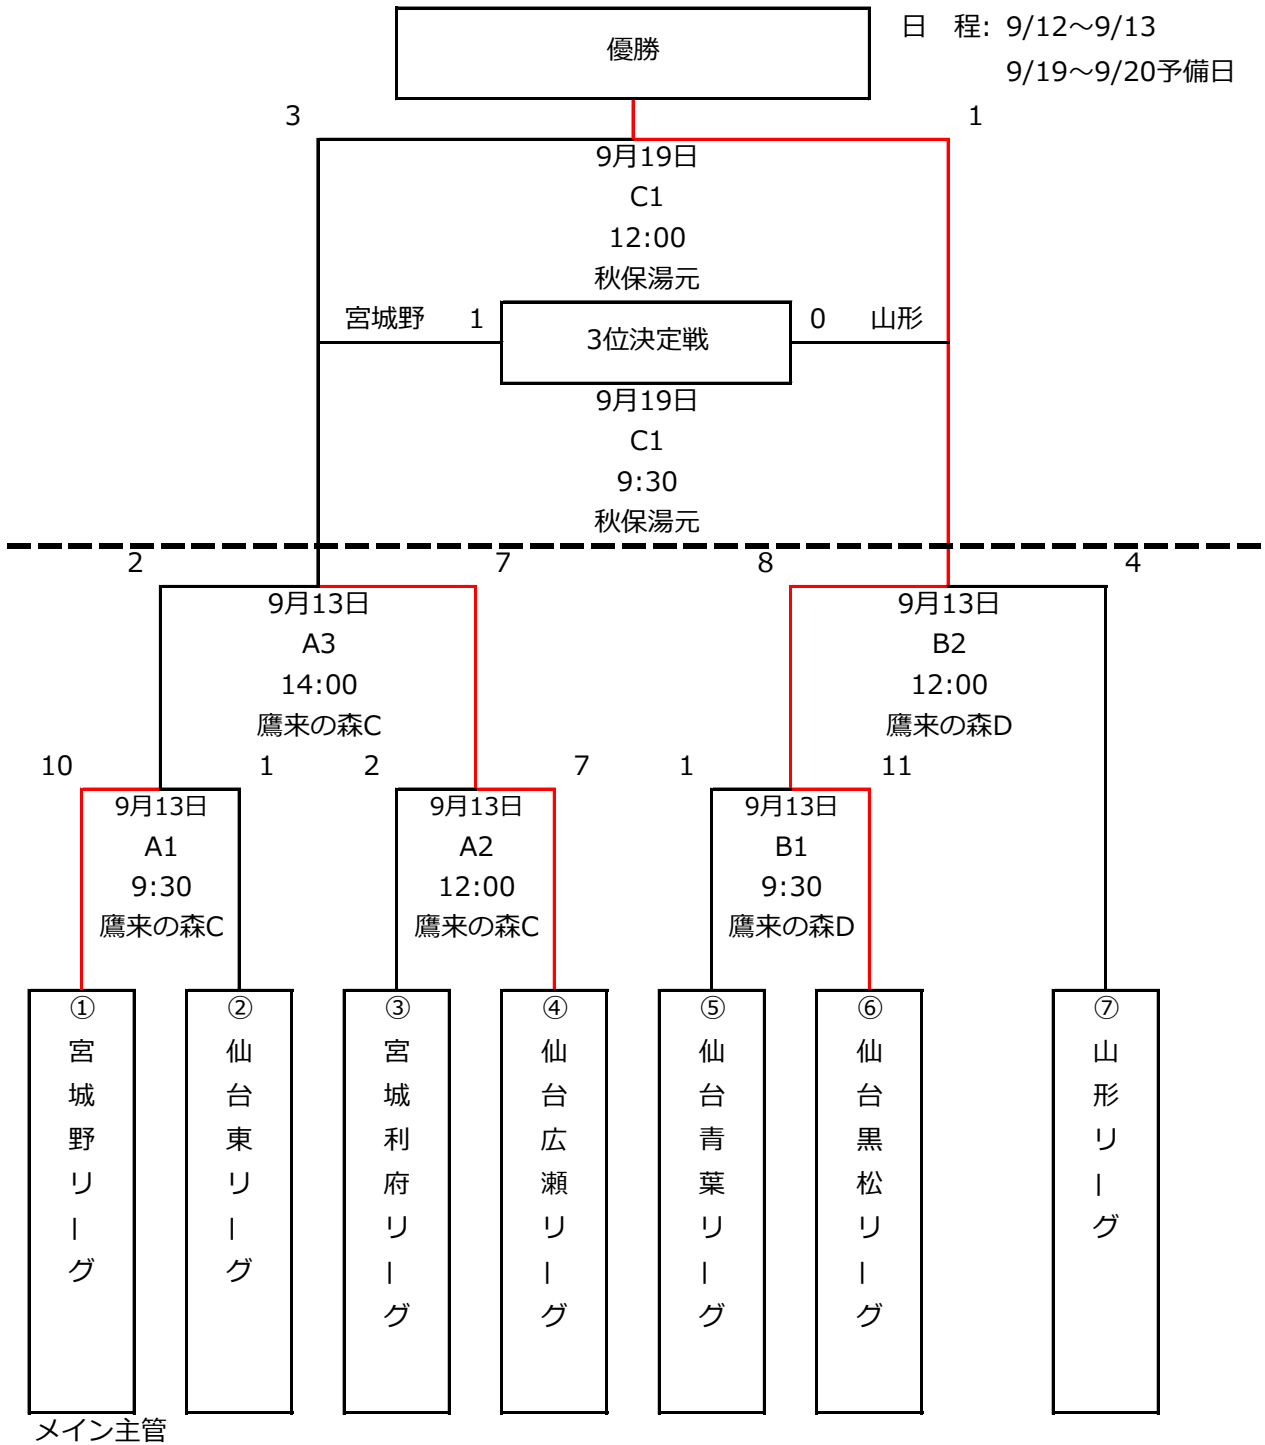 優勝
日　程: 9/12～9/13
9/19～9/20予備日
3
1
9月19日
C1
12:00
秋保湯元
宮城野
1
3位決定戦
0
山形
9月19日
C1
9:30
秋保湯元
2
7
8
4
9月13日
A3
14:00
鷹来の森C
9月13日
B2
12:00
鷹来の森D
10
1
2
7
1
11
9月13日
A1
9:30
鷹来の森C
9月13日
A2
12:00
鷹来の森C
9月13日
B1
9:30
鷹来の森D
①宮城野リーグ
②仙台東リーグ
③宮城利府リーグ
④仙台広瀬リーグ
⑤仙台青葉リーグ
⑥仙台黒松リーグ
⑦山形リーグ
メイン主管